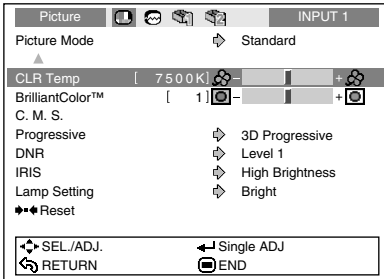 Picture INPUT 1
Picture Mode Standard
CLR Temp [ 7500K] - +
BrilliantColor™ [ 1] - +
C. M. S.
Progressive 3D Progressive
DNR Level 1
IRIS High Brightness
Lamp Setting Bright
Reset
SEL./ADJ. Single ADJ
RETURN END